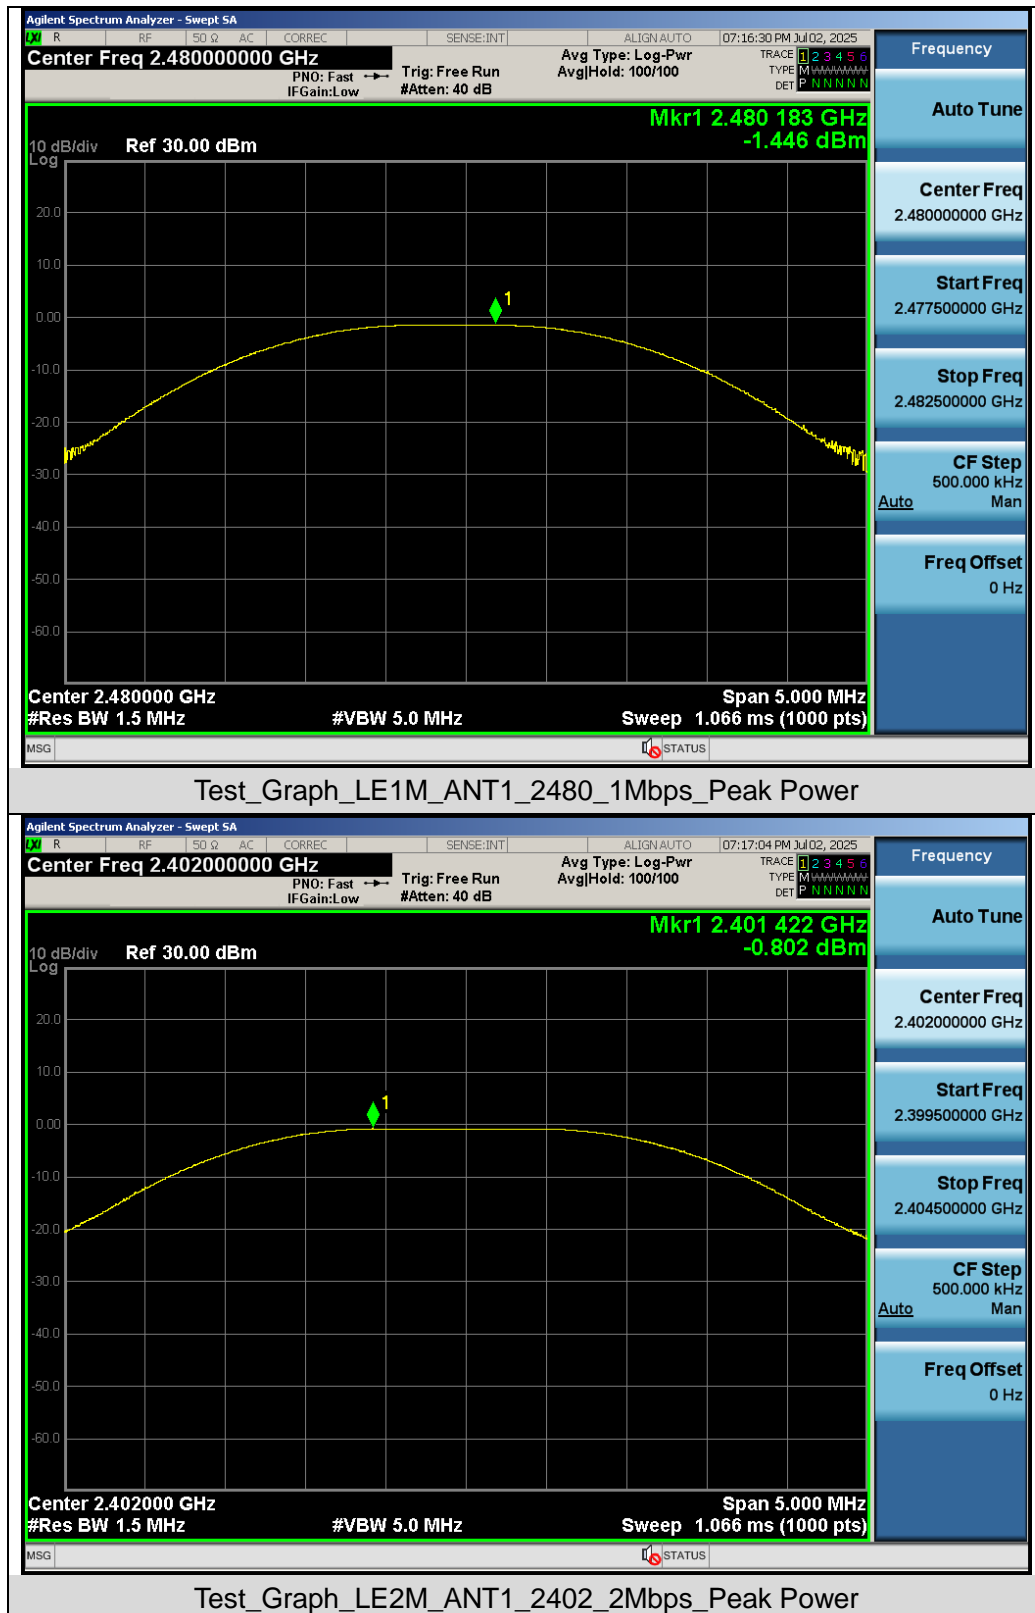 Agilent Spectrum Analyzer - Swept SA
LXI R RF 50 Ω AC CORREC SENSE:INT ALIGN AUTO 07:16:30 PM Jul 02, 2025
Center Freq 2.480000000 GHz
PNO: Fast
IFGain:Low
Trig: Free Run
#Atten: 40 dB
Avg Type: Log-Pwr
Avg|Hold: 100/100
TRACE 1 2 3 4 5 6
TYPE M
DET P N N N N N
Mkr1 2.480 183 GHz
-1.446 dBm
10 dB/div Ref 30.00 dBm
Log
20.0
10.0
1
0.00
-10.0
-20.0
-30.0
-40.0
-50.0
-60.0
Center 2.480000 GHz Span 5.000 MHz
#Res BW 1.5 MHz #VBW 5.0 MHz Sweep 1.066 ms (1000 pts)
MSG STATUS
Frequency
Auto Tune
Center Freq
2.480000000 GHz
Start Freq
2.477500000 GHz
Stop Freq
2.482500000 GHz
CF Step
500.000 kHz
Auto Man
Freq Offset
0 Hz
Test_Graph_LE1M_ANT1_2480_1Mbps_Peak Power
Agilent Spectrum Analyzer - Swept SA
LXI R RF 50 Ω AC CORREC SENSE:INT ALIGN AUTO 07:17:04 PM Jul 02, 2025
Center Freq 2.402000000 GHz
PNO: Fast
IFGain:Low
Trig: Free Run
#Atten: 40 dB
Avg Type: Log-Pwr
Avg|Hold: 100/100
TRACE 1 2 3 4 5 6
TYPE M
DET P N N N N N
Mkr1 2.401 422 GHz
-0.802 dBm
10 dB/div Ref 30.00 dBm
Log
20.0
10.0
1
0.00
-10.0
-20.0
-30.0
-40.0
-50.0
-60.0
Center 2.402000 GHz Span 5.000 MHz
#Res BW 1.5 MHz #VBW 5.0 MHz Sweep 1.066 ms (1000 pts)
MSG STATUS
Frequency
Auto Tune
Center Freq
2.402000000 GHz
Start Freq
2.399500000 GHz
Stop Freq
2.404500000 GHz
CF Step
500.000 kHz
Auto Man
Freq Offset
0 Hz
Test_Graph_LE2M_ANT1_2402_2Mbps_Peak Power